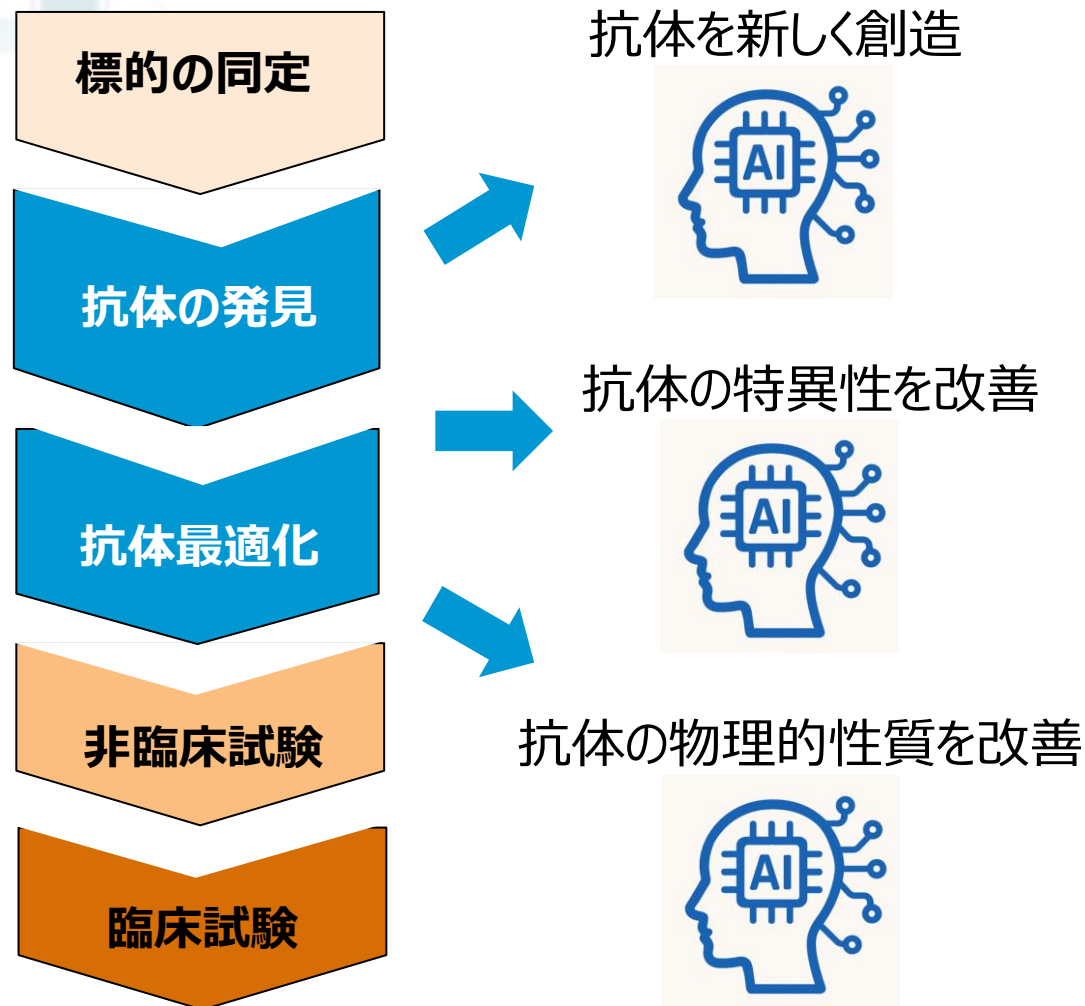 標的の同定
抗体の発見
抗体最適化
非臨床試験
臨床試験
抗体を新しく創造
AI
抗体の特異性を改善
AI
抗体の物理的性質を改善
AI